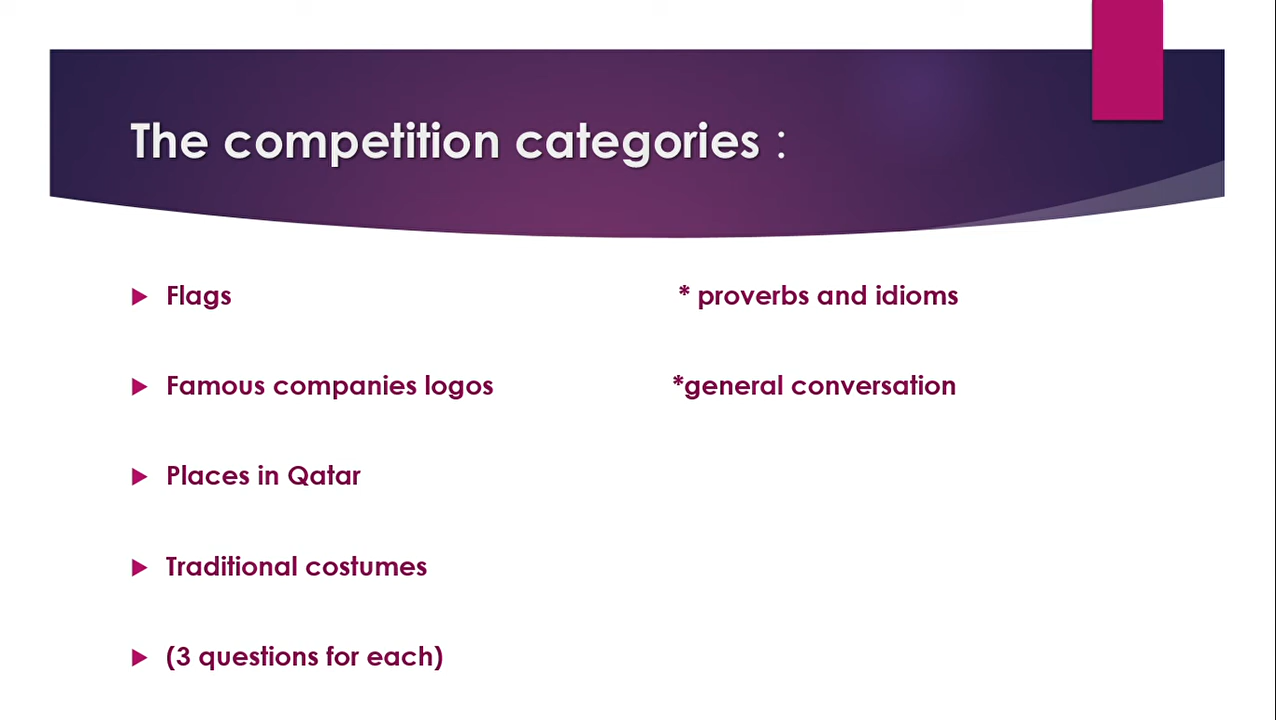 The competition categories :
Flags * proverbs and idioms
Famous companies logos *general conversation
Places in Qatar
Traditional costumes
(3 questions for each)